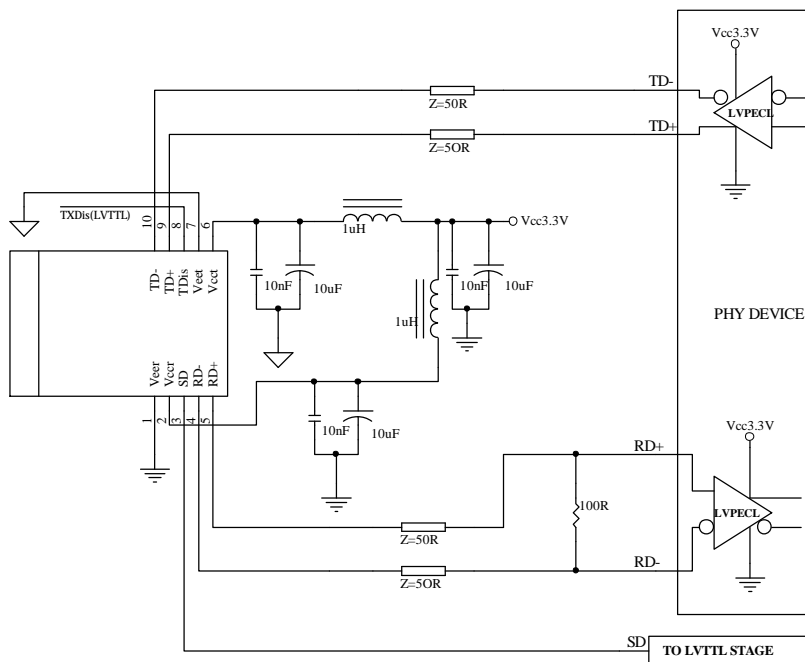 Vcc3.3V
TD-
Z=50R
LVPECL
TD+
Z=5OR
TXDis(LVTTL)
10
9
8
7
6
1uH
Vcc3.3V
TD-
TD+
TDis
Veet
Vcct
10nF
10uF
10nF
10uF
1uH
PHY DEVICE
Veer
Vccr
SD
RD-
RD+
1
2
3
4
5
10nF
10uF
Vcc3.3V
RD+
LVPECL
100R
Z=50R
RD-
Z=5OR
SD
TO LVTTL STAGE